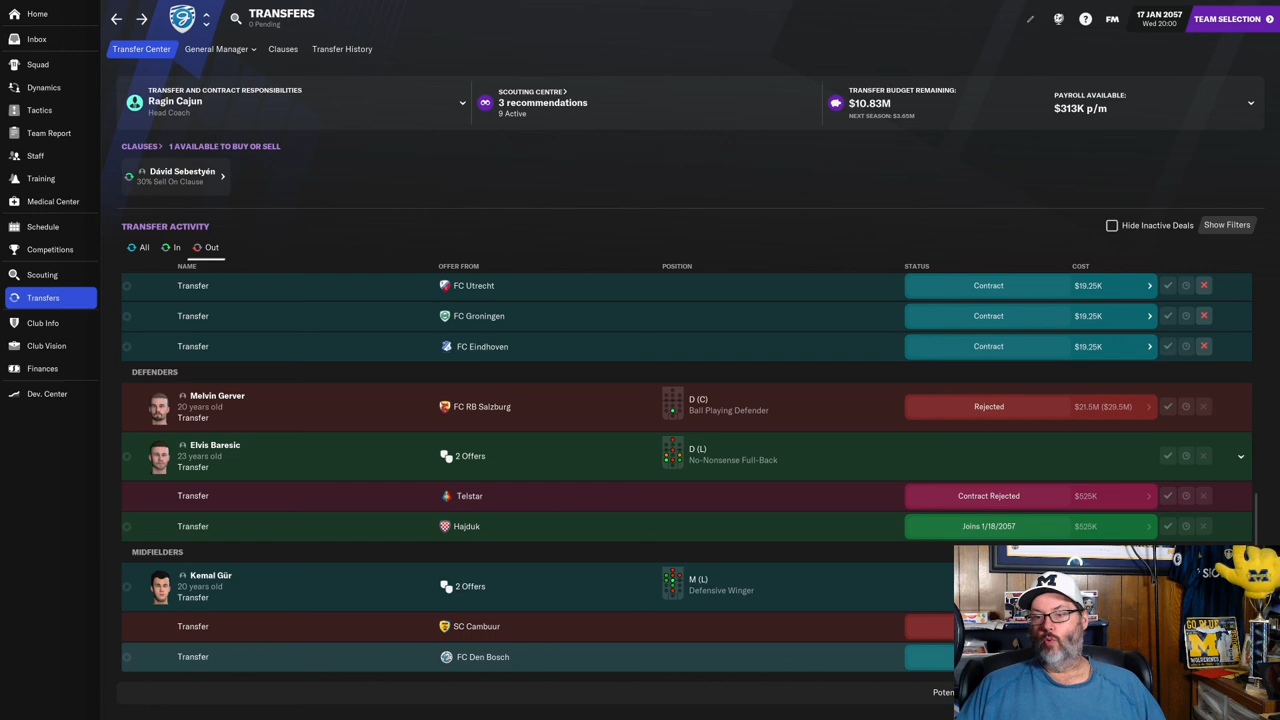 Home
Inbox
Squad
Dynamics
Tactics
Team Report
Staff
Training
Medical Center
Schedule
Competitions
Scouting
Transfers
Club Info
Club Vision
Finances
Dev. Center
TRANSFERS
0 Pending
FM
17 JAN 2057
Wed 20:00
TEAM SELECTION
Transfer Center
General Manager
Clauses
Transfer History
TRANSFER AND CONTRACT RESPONSIBILITIES
Ragin Cajun
Head Coach
SCOUTING CENTRE>
3 recommendations
9 Active
TRANSFER BUDGET REMAINING:
$10.83M
NEXT SEASON: $3.65M
PAYROLL AVAILABLE:
$313K p/m
CLAUSES> 1 AVAILABLE TO BUY OR SELL
Dávid Sebestyén
30% Sell On Clause
TRANSFER ACTIVITY
Hide Inactive Deals
Show Filters
All In Out
NAME OFFER FROM POSITION STATUS COST
Transfer FC Utrecht Contract $19.25K
Transfer FC Groningen Contract $19.25K
Transfer FC Eindhoven Contract $19.25K
DEFENDERS
Melvin Gerver
20 years old
Transfer
FC RB Salzburg
D (C)
Ball Playing Defender
Rejected $21.5M ($29.5M)
Elvis Baresic
23 years old
Transfer
2 Offers
D (L)
No-Nonsense Full-Back
Transfer Telstar Contract Rejected $525K
Transfer Hajduk Joins 1/18/2057 $525K
MIDFIELDERS
Kemal Gür
20 years old
Transfer
2 Offers
M (L)
Defensive Winger
Transfer SC Cambuur
Transfer FC Den Bosch
Poten
M
M
GO BLUE
M
WOLVERINES